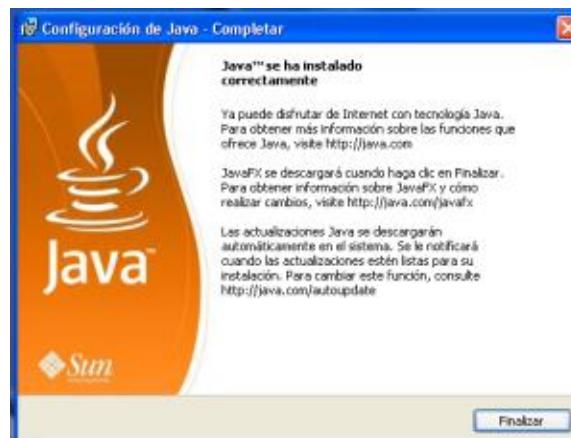 Configuración de Java - Completar
Java™ se ha instalado
correctamente
Ya puede disfrutar de Internet con tecnología Java.
Para obtener más información sobre las funciones que
ofrece Java, visite http://java.com
JavaFX se descargará cuando haga clic en Finalizar.
Para obtener información sobre JavaFX y cómo
realizar cambios, visite http://java.com/javafx
Las actualizaciones Java se descargarán
automáticamente en el sistema. Se le notificará
cuando las actualizaciones estén listas para su
instalación. Para cambiar este función, consulte
http://java.com/autoupdate
Java™
Sun
Finalizar